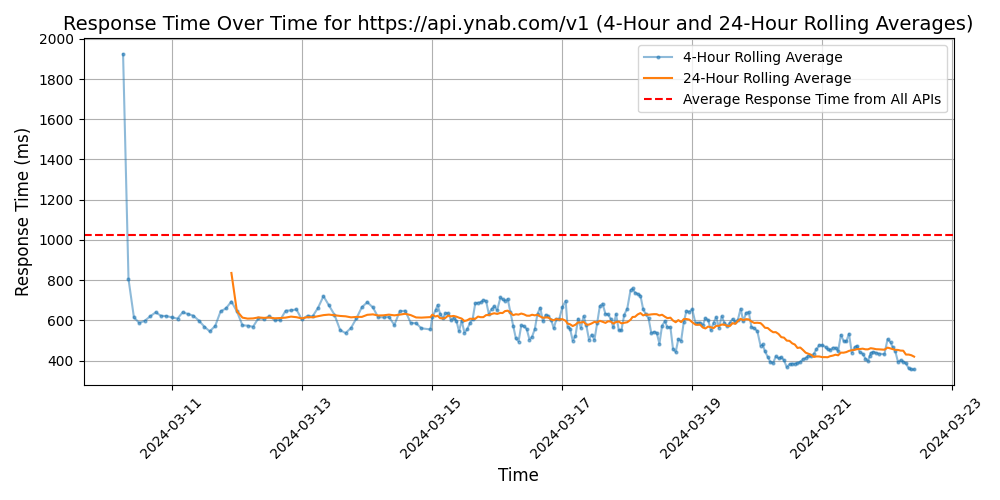 Response Time Over Time for https://api.ynab.com/v1 (4-Hour and 24-Hour Rolling Averages)
4-Hour Rolling Average
24-Hour Rolling Average
Average Response Time from All APIs
Response Time (ms)
2000
1800
1600
1400
1200
1000
800
600
400
2024-03-11
2024-03-13
2024-03-15
2024-03-17
2024-03-19
2024-03-21
2024-03-23
Time